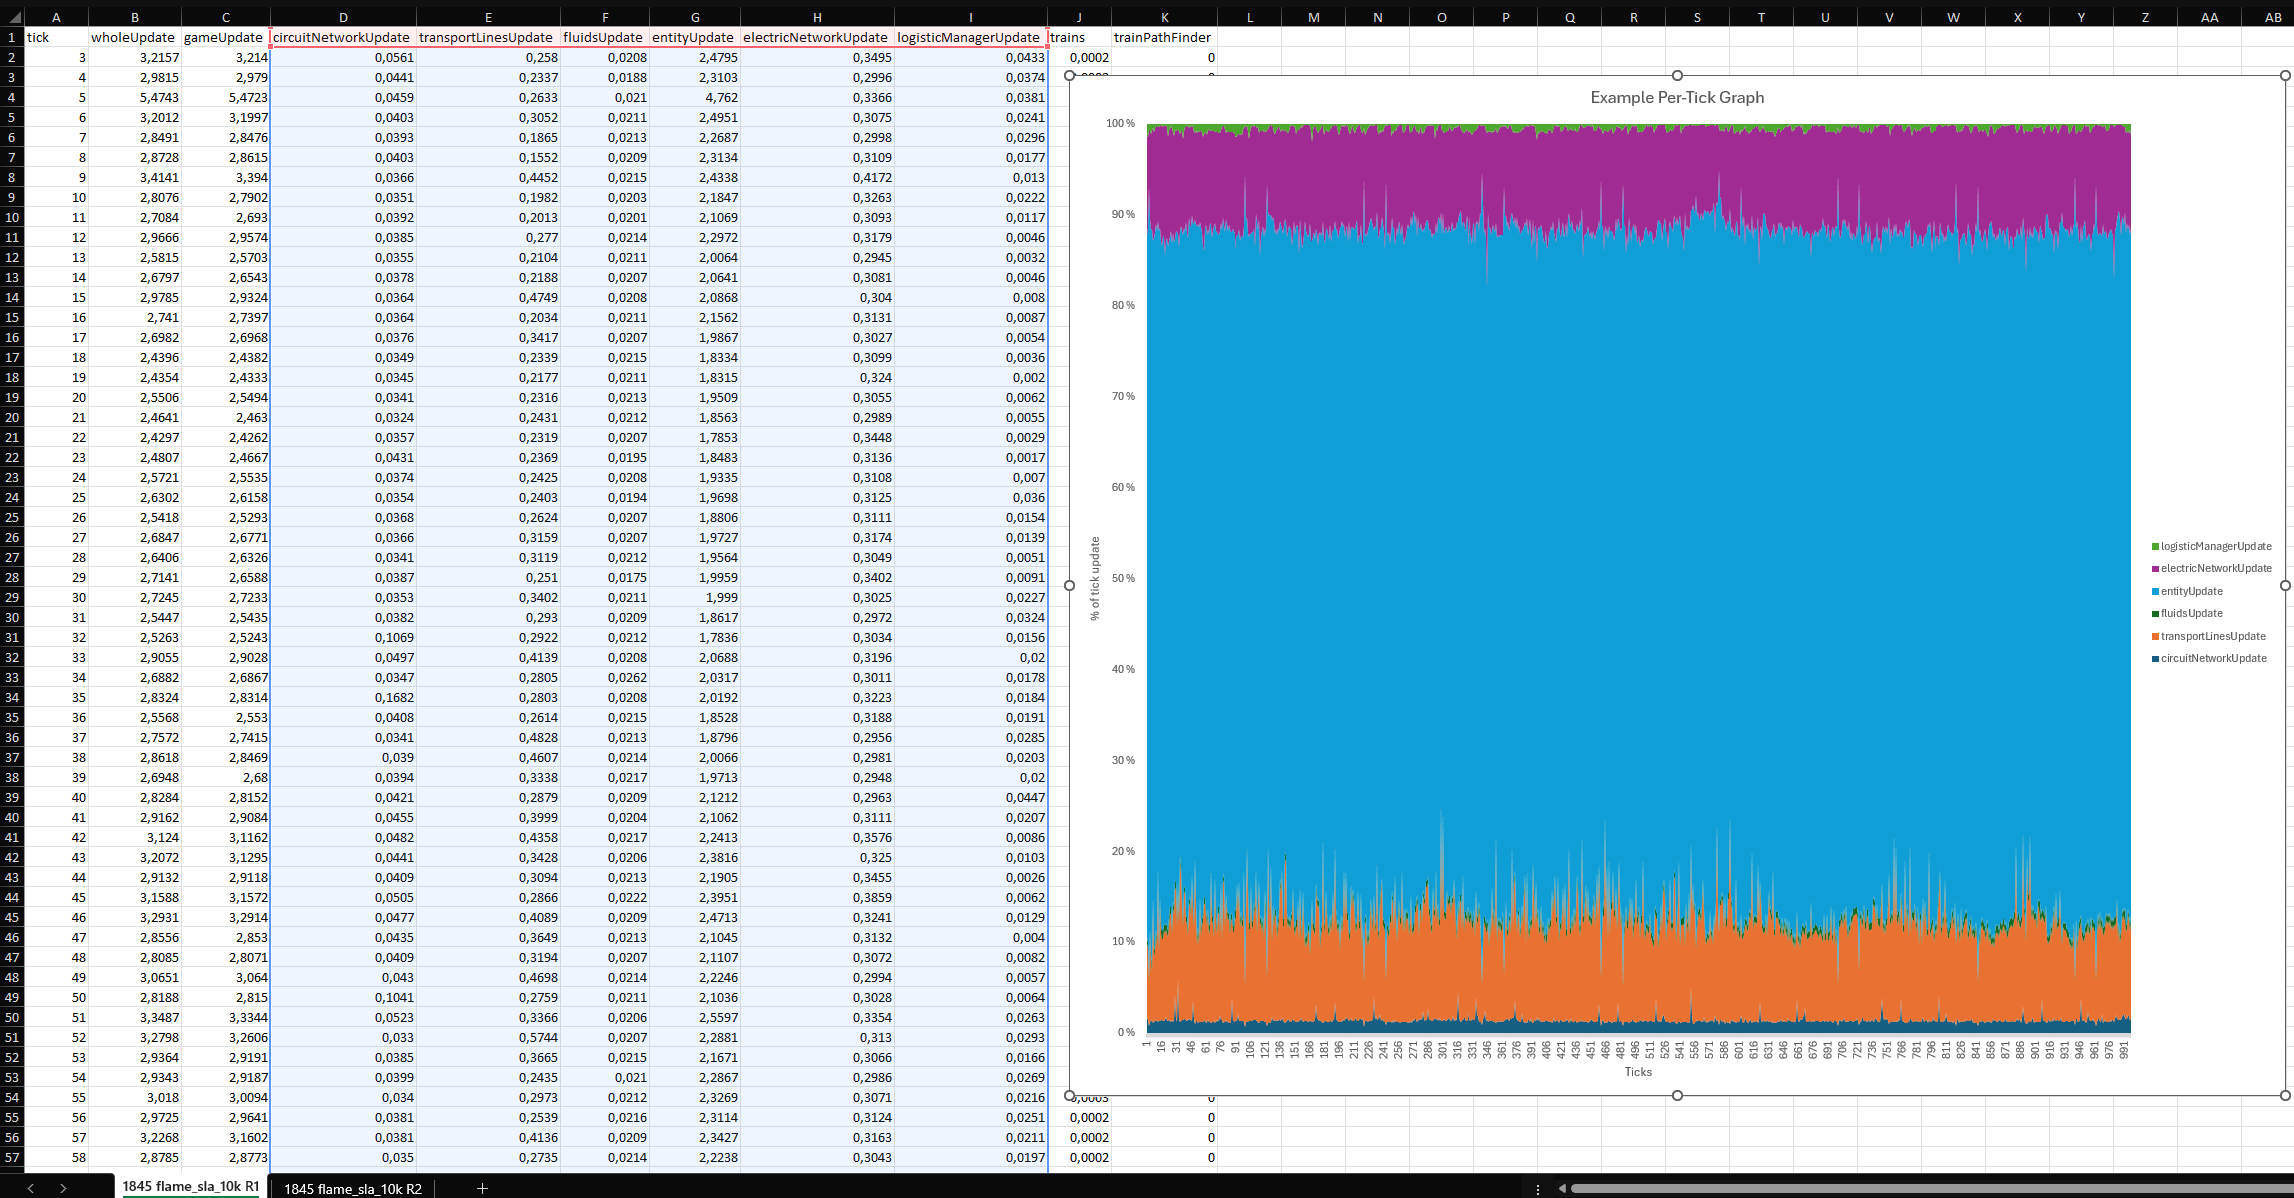 A B C D E F G H I J K L M N O P Q R S T U V W X Y Z AA AB
1 tick wholeUpdate gameUpdate circuitNetworkUpdate transportLinesUpdate fluidsUpdate entityUpdate electricNetworkUpdate logisticManagerUpdate trains trainPathFinder
2 3 3,2157 3,214 0,0561 0,258 0,0208 2,4795 0,3495 0,0433 0,0002 0
3 4 2,9815 2,979 0,0441 0,2337 0,0188 2,3103 0,2996 0,0374
4 5 5,4743 5,4723 0,0459 0,2633 0,021 4,762 0,3366 0,0381
5 6 3,2012 3,1997 0,0403 0,3052 0,0211 2,4951 0,3075 0,0241
6 7 2,8491 2,8476 0,0393 0,1865 0,0213 2,2687 0,2998 0,0296
7 8 2,8728 2,8615 0,0403 0,1552 0,0209 2,3134 0,3109 0,0177
8 9 3,4141 3,394 0,0366 0,4452 0,0215 2,4338 0,4172 0,013
9 10 2,8076 2,7902 0,0351 0,1982 0,0203 2,1847 0,3263 0,0222
10 11 2,7084 2,693 0,0392 0,2013 0,0201 2,1069 0,3093 0,0117
11 12 2,9666 2,9574 0,0385 0,277 0,0214 2,2972 0,3179 0,0046
12 13 2,5815 2,5703 0,0355 0,2104 0,0211 2,0064 0,2945 0,0032
13 14 2,6797 2,6543 0,0378 0,2188 0,0207 2,0641 0,3081 0,0046
14 15 2,9785 2,9324 0,0364 0,4749 0,0208 2,0868 0,304 0,008
15 16 2,741 2,7397 0,0364 0,2034 0,0211 2,1562 0,3131 0,0087
16 17 2,6982 2,6968 0,0376 0,3417 0,0207 1,9867 0,3027 0,0054
17 18 2,4396 2,4382 0,0349 0,2339 0,0215 1,8334 0,3099 0,0036
18 19 2,4354 2,4333 0,0345 0,2177 0,0211 1,8315 0,324 0,002
19 20 2,5506 2,5494 0,0341 0,2316 0,0213 1,9509 0,3055 0,0062
20 21 2,4641 2,463 0,0324 0,2431 0,0212 1,8563 0,2989 0,0055
21 22 2,4297 2,4262 0,0357 0,2319 0,0207 1,7853 0,3448 0,0029
22 23 2,4807 2,4667 0,0431 0,2369 0,0195 1,8483 0,3136 0,0017
23 24 2,5721 2,5535 0,0374 0,2425 0,0208 1,9335 0,3108 0,007
24 25 2,6302 2,6158 0,0354 0,2403 0,0194 1,9698 0,3125 0,036
25 26 2,5418 2,5293 0,0368 0,2624 0,0207 1,8806 0,3111 0,0154
26 27 2,6847 2,6771 0,0366 0,3159 0,0207 1,9727 0,3174 0,0139
27 28 2,6406 2,6326 0,0341 0,3119 0,0212 1,9564 0,3049 0,0051
28 29 2,7141 2,6588 0,0387 0,251 0,0175 1,9959 0,3402 0,0091
29 30 2,7245 2,7233 0,0353 0,3402 0,0211 1,999 0,3025 0,0227
30 31 2,5447 2,5435 0,0382 0,293 0,0209 1,8617 0,2972 0,0324
31 32 2,5263 2,5243 0,1069 0,2922 0,0212 1,7836 0,3034 0,0156
32 33 2,9055 2,9028 0,0497 0,4139 0,0208 2,0688 0,3196 0,02
33 34 2,6882 2,6867 0,0347 0,2805 0,0262 2,0317 0,3011 0,0178
34 35 2,8324 2,8314 0,1682 0,2803 0,0208 2,0192 0,3223 0,0184
35 36 2,5568 2,553 0,0408 0,2614 0,0215 1,8528 0,3188 0,0191
36 37 2,7572 2,7415 0,0341 0,4828 0,0213 1,8796 0,2956 0,0285
37 38 2,8618 2,8469 0,039 0,4607 0,0214 2,0066 0,2981 0,0203
38 39 2,6948 2,68 0,0394 0,3338 0,0217 1,9713 0,2948 0,02
39 40 2,8284 2,8152 0,0421 0,2879 0,0209 2,1212 0,2963 0,0447
40 41 2,9162 2,9084 0,0455 0,3999 0,0204 2,1062 0,3111 0,0207
41 42 3,124 3,1162 0,0482 0,4358 0,0217 2,2413 0,3576 0,0086
42 43 3,2072 3,1295 0,0441 0,3428 0,0206 2,3816 0,325 0,0103
43 44 2,9132 2,9118 0,0409 0,3094 0,0213 2,1905 0,3455 0,0026
44 45 3,1588 3,1572 0,0505 0,2866 0,0222 2,3951 0,3859 0,0062
45 46 3,2931 3,2914 0,0477 0,4089 0,0209 2,4713 0,3241 0,0129
46 47 2,8556 2,853 0,0435 0,3649 0,0213 2,1045 0,3132 0,004
47 48 2,8085 2,8071 0,0409 0,3194 0,0207 2,1107 0,3072 0,0082
48 49 3,0651 3,064 0,043 0,4698 0,0214 2,2246 0,2994 0,0057
49 50 2,8188 2,815 0,1041 0,2759 0,0211 2,1036 0,3028 0,0064
50 51 3,3487 3,3344 0,0523 0,3366 0,0206 2,5597 0,3354 0,0263
51 52 3,2798 3,2606 0,033 0,5744 0,0207 2,2881 0,313 0,0293
52 53 2,9364 2,9191 0,0385 0,3665 0,0215 2,1671 0,3066 0,0166
53 54 2,9343 2,9187 0,0399 0,2435 0,021 2,2867 0,2986 0,0269
54 55 3,018 3,0094 0,034 0,2973 0,0212 2,3269 0,3071 0,0216
55 56 2,9725 2,9641 0,0381 0,2539 0,0216 2,3114 0,3124 0,0251 0,0002 0
56 57 3,2268 3,1602 0,0381 0,4136 0,0209 2,3427 0,3163 0,0211 0,0002 0
57 58 2,8785 2,8773 0,035 0,2735 0,0214 2,2238 0,3043 0,0197 0,0002 0
Example Per-Tick Graph
100 %
90 %
80 %
70 %
60 %
50 %
40 %
30 %
20 %
10 %
0 %
% of tick update
1 16 31 46 61 76 91 106 121 136 151 166 181 196 211 226 241 256 271 286 301 316 331 346 361 376 391 406 421 436 451 466 481 496 511 526 541 556 571 586 601 616 631 646 661 676 691 706 721 736 751 766 781 796 811 826 841 856 871 886 901 916 931 946 961 976 991
Ticks
logisticManagerUpdate
electricNetworkUpdate
entityUpdate
fluidsUpdate
transportLinesUpdate
circuitNetworkUpdate
1845 flame_sla_10k R1 1845 flame_sla_10k R2 +